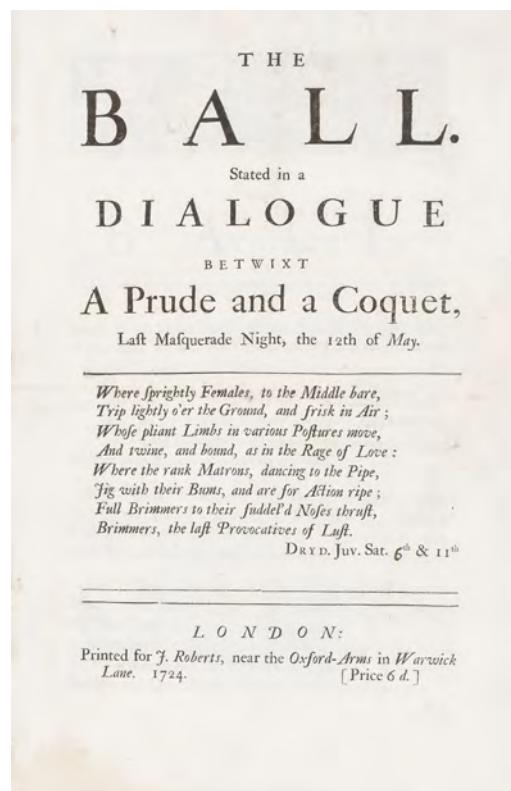 THE
BALL.
Stated in a
DIALOGUE
BETWIXT
A Prude and a Coquet,
Laſt Maſquerade Night, the 12th of May.
Where ſprightly Females, to the Middle bare,
Trip lightly o'er the Ground, and friſk in Air ;
Whoſe pliant Limbs in various Poſtures move,
And twine, and bound, as in the Rage of Love :
Where the rank Matrons, dancing to the Pipe,
Jig with their Bums, and are for Action ripe ;
Full Brimmers to their fuddel'd Noſes thruſt,
Brimmers, the laſt Provocatives of Luſt.
DRYD. Juv. Sat. 6th & 11th
LONDON:
Printed for J. Roberts, near the Oxford-Arms in Warwick
Lane. 1724. [Price 6 d.]